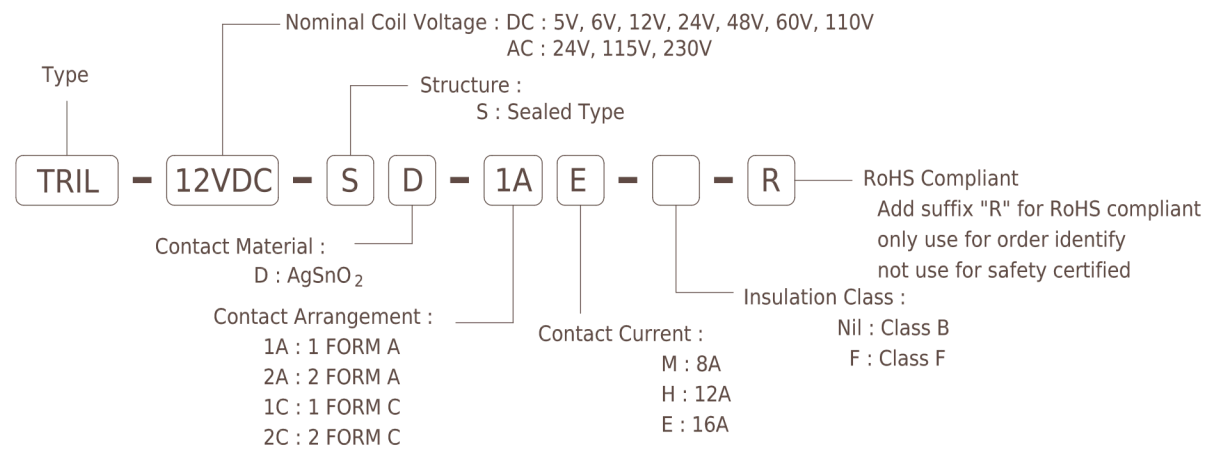 Nominal Coil Voltage : DC : 5V, 6V, 12V, 24V, 48V, 60V, 110V
AC : 24V, 115V, 230V
Type
Structure :
S : Sealed Type
TRIL - 12VDC - S D - 1A E - - R
RoHS Compliant
Add suffix "R" for RoHS compliant
only use for order identify
not use for safety certified
Contact Material :
D : AgSnO2
Contact Arrangement :
1A : 1 FORM A
2A : 2 FORM A
1C : 1 FORM C
2C : 2 FORM C
Contact Current :
M : 8A
H : 12A
E : 16A
Insulation Class :
Nil : Class B
F : Class F